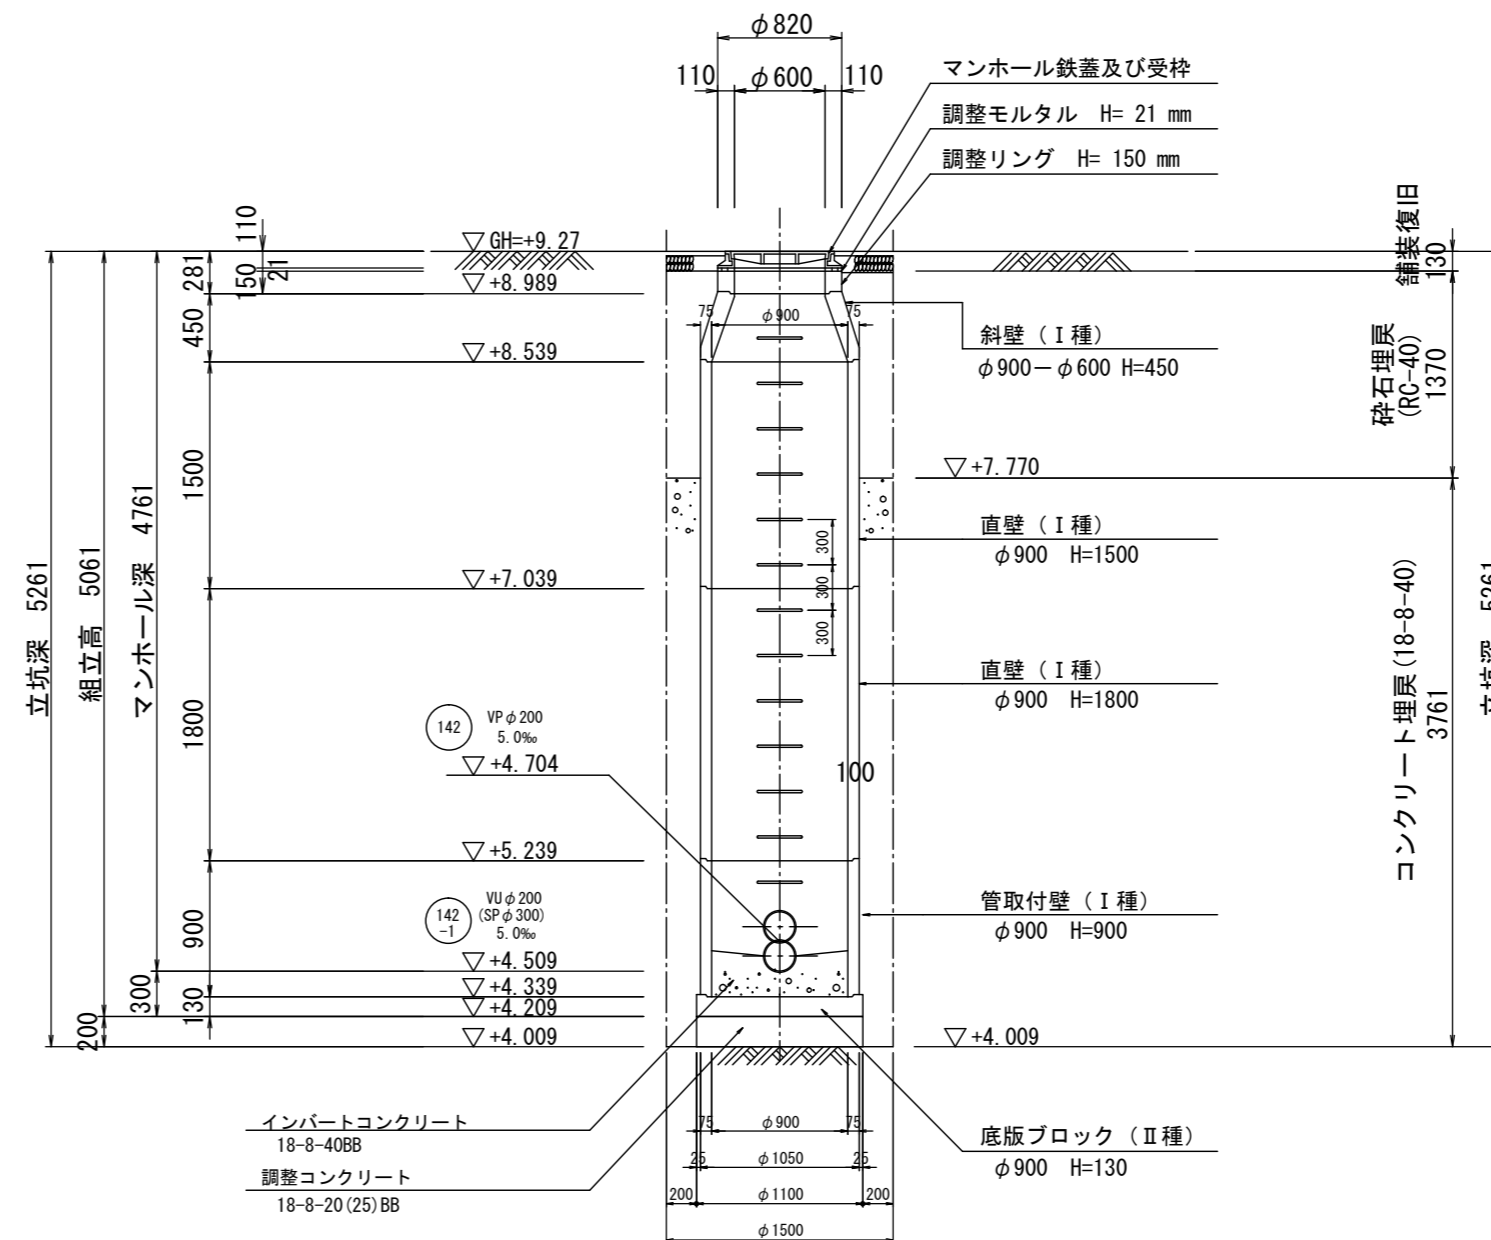 φ820
110 φ600 110
マンホール鉄蓋及び受枠
調整モルタル H= 21 mm
調整リング H= 150 mm
110
21
150
281
450
1500
1800
900
130
300
200
立坑深 5261
組立高 5061
マンホール深 4761
▽ GH=+9.27
▽ +8.989
▽ +8.539
▽ +7.039
142
VPφ200
5.0‰
▽ +4.704
▽ +5.239
142
-1
VUφ200
(SPφ300)
5.0‰
▽ +4.509
▽ +4.339
▽ +4.209
▽ +4.009
75 φ900 75
300
300
300
100
斜壁(Ⅰ種)
φ900－φ600 H=450
▽ +7.770
直壁(Ⅰ種)
φ900 H=1500
直壁(Ⅰ種)
φ900 H=1800
管取付壁(Ⅰ種)
φ900 H=900
▽ +4.009
舗装復旧
130
砕石埋戻
(RC-40)
1370
コンクリート埋戻(18-8-40)
3761
インバートコンクリート
18-8-40BB
調整コンクリート
18-8-20(25)BB
75 φ900 75
25 φ1050 25
200 φ1100 200
φ1500
底版ブロック(Ⅱ種)
φ900 H=130